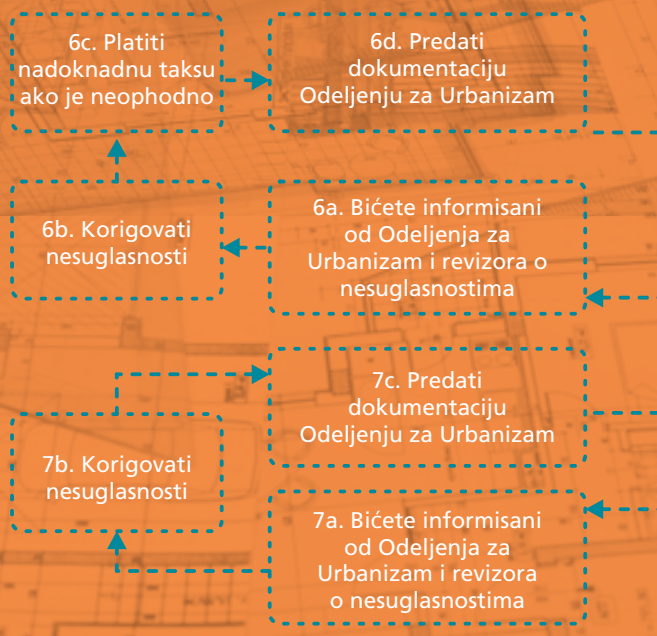 6c. Platiti
nadoknadnu taksu
ako je neophodno
6d. Predati
dokumentaciju
Odeljenju za Urbanizam
6b. Korigovati
nesuglasnosti
6a. Bićete informisani
od Odeljenja za
Urbanizam i revizora o
nesuglasnostima
7c. Predati
dokumentaciju
Odeljenju za Urbanizam
7b. Korigovati
nesuglasnosti
7a. Bićete informisani
od Odeljenja za
Urbanizam i revizora
o nesuglasnostima